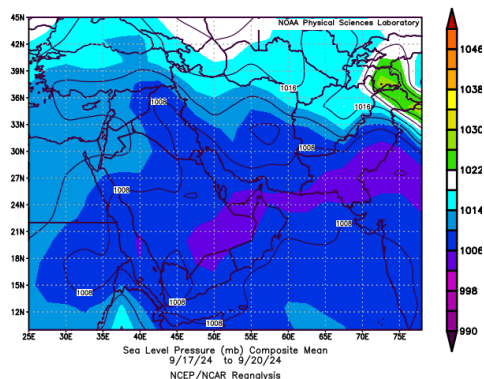 NOAA Physical Sciences Laboratory
45N
42N
39N
36N
33N
30N
27N
24N
21N
18N
15N
12N
25E 30E 35E 40E 45E 50E 55E 60E 65E 70E 75E
1016
1016
1008
1008
1008
1008
1008
1008
1008
1008
1008
1046
1038
1030
1022
1014
1006
998
990
Sea Level Pressure (mb) Composite Mean
9/17/24 to 9/20/24
NCEP/NCAR Reanalysis